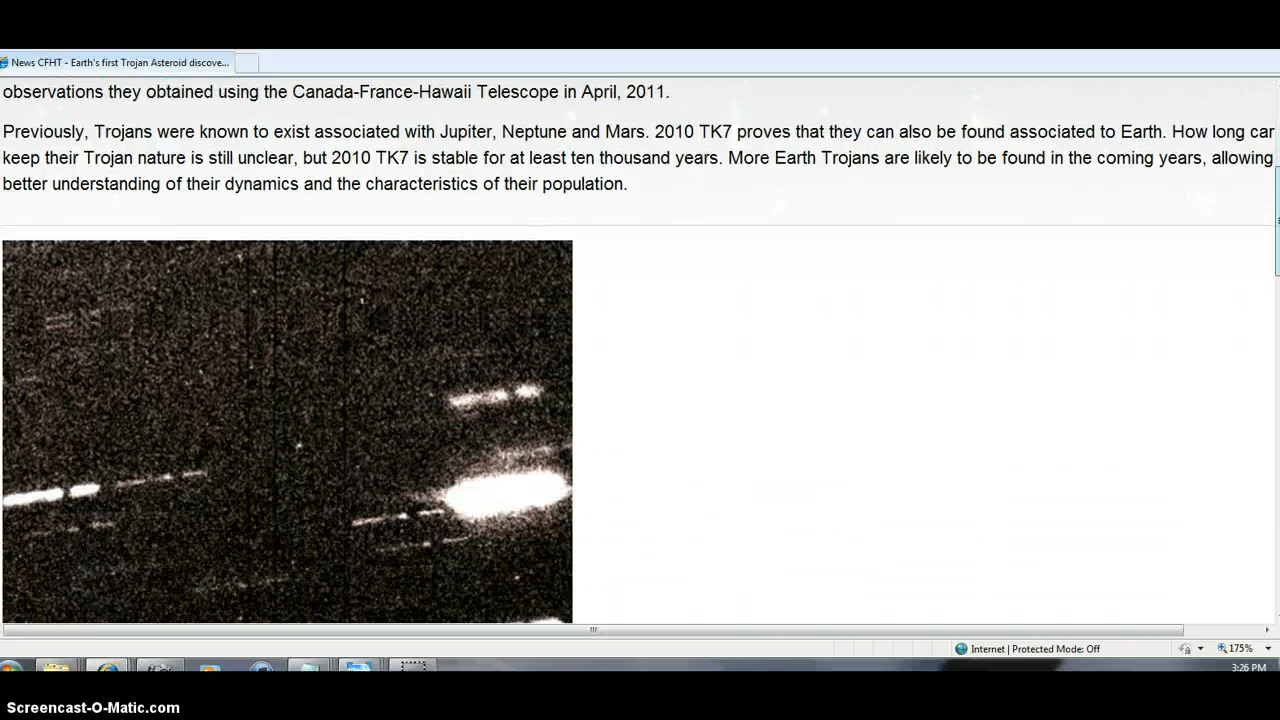 News CFHT - Earth's first Trojan Asteroid discove...
observations they obtained using the Canada-France-Hawaii Telescope in April, 2011.
Previously, Trojans were known to exist associated with Jupiter, Neptune and Mars. 2010 TK7 proves that they can also be found associated to Earth. How long car
keep their Trojan nature is still unclear, but 2010 TK7 is stable for at least ten thousand years. More Earth Trojans are likely to be found in the coming years, allowing
better understanding of their dynamics and the characteristics of their population.
Internet | Protected Mode: Off
175%
3:26 PM
Screencast-O-Matic.com